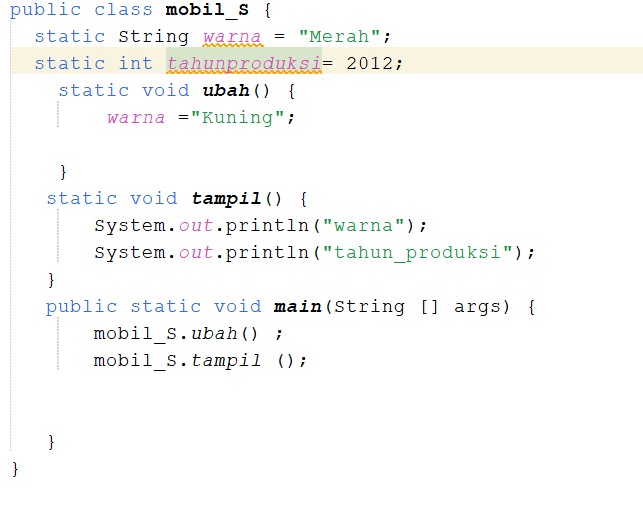 public class mobil_S {
static String warna = "Merah";
static int tahunproduksi= 2012;
static void ubah() {
warna ="Kuning";
}
static void tampil() {
System.out.println("warna");
System.out.println("tahun_produksi");
}
public static void main(String [] args) {
mobil_S.ubah() ;
mobil_S.tampil ();
}
}